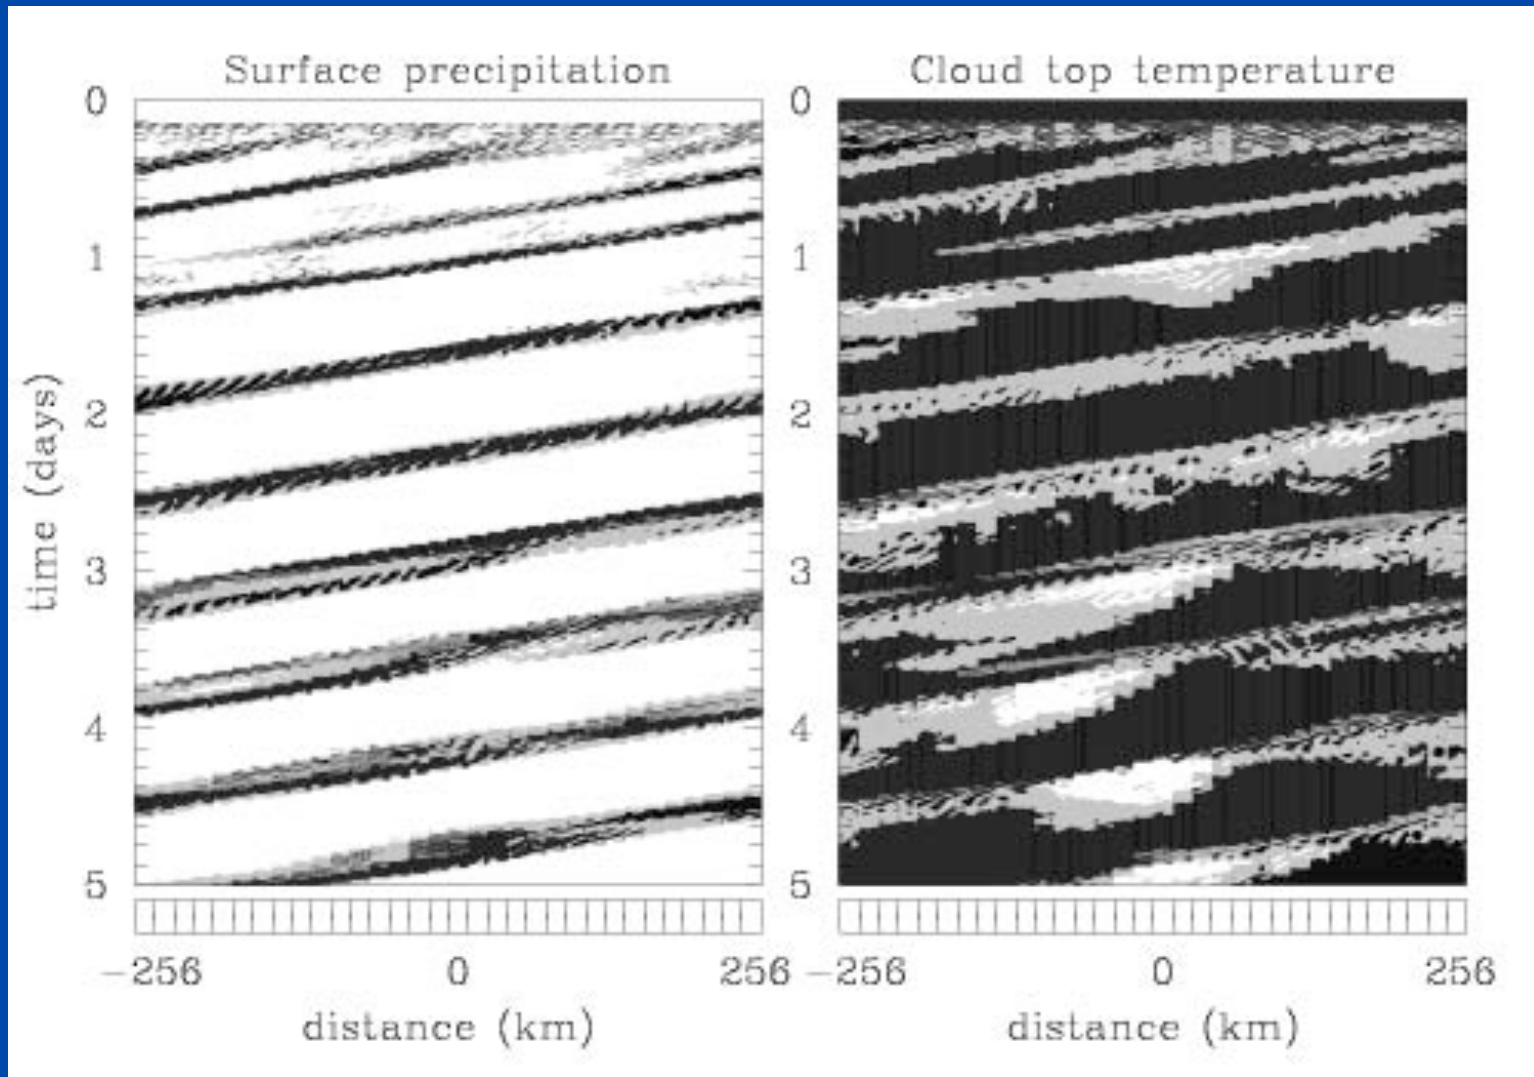 Surface precipitation
Cloud top temperature
0
1
2
3
4
5
time (days)
-256 0 256
distance (km)
0
1
2
3
4
5
-256 0 256
distance (km)